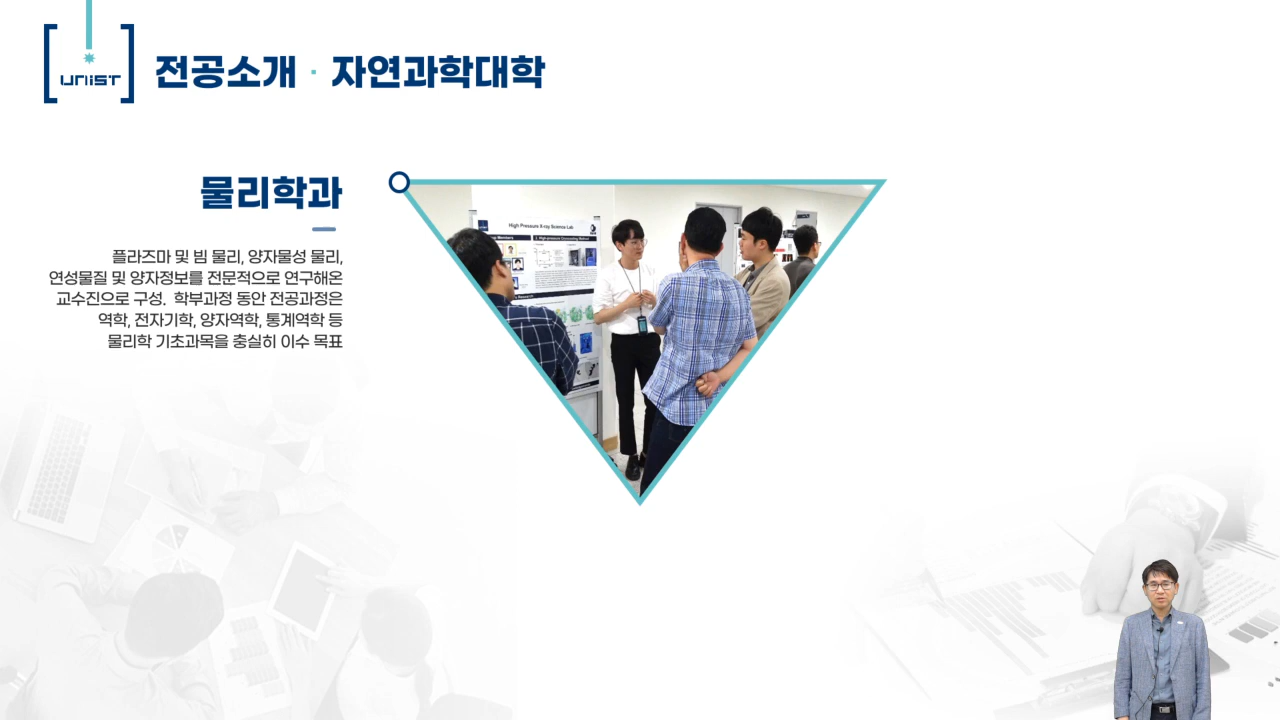 UNIST
전공소개 · 자연과학대학
물리학과
플라즈마 및 빔 물리, 양자물성 물리,
연성물질 및 양자정보를 전문적으로 연구해온
교수진으로 구성. 학부과정 동안 전공과정은
역학, 전자기학, 양자역학, 통계역학 등
물리학 기초과목을 충실히 이수 목표
High Pressure X-ray Science Lab